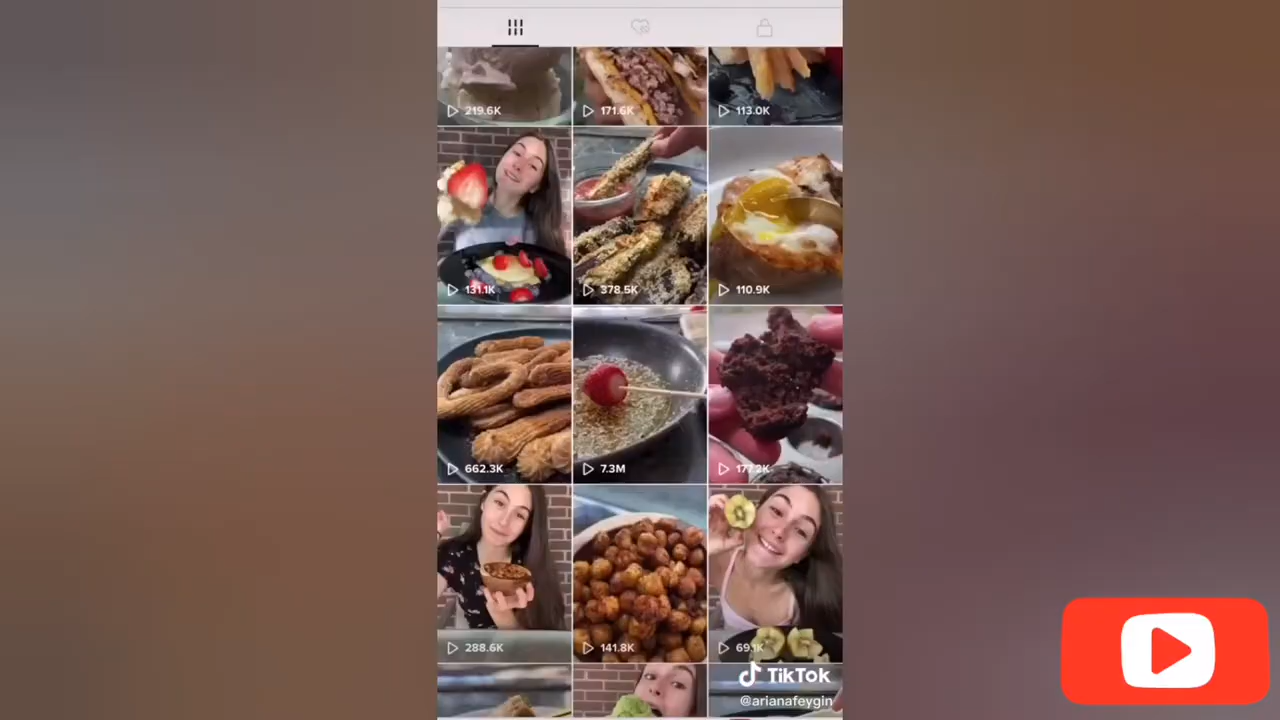 219.6K
171.6K
113.0K
131.1K
378.5K
110.9K
662.3K
7.3M
177.2K
288.6K
141.8K
69.1K
TikTok
@arianafeygin